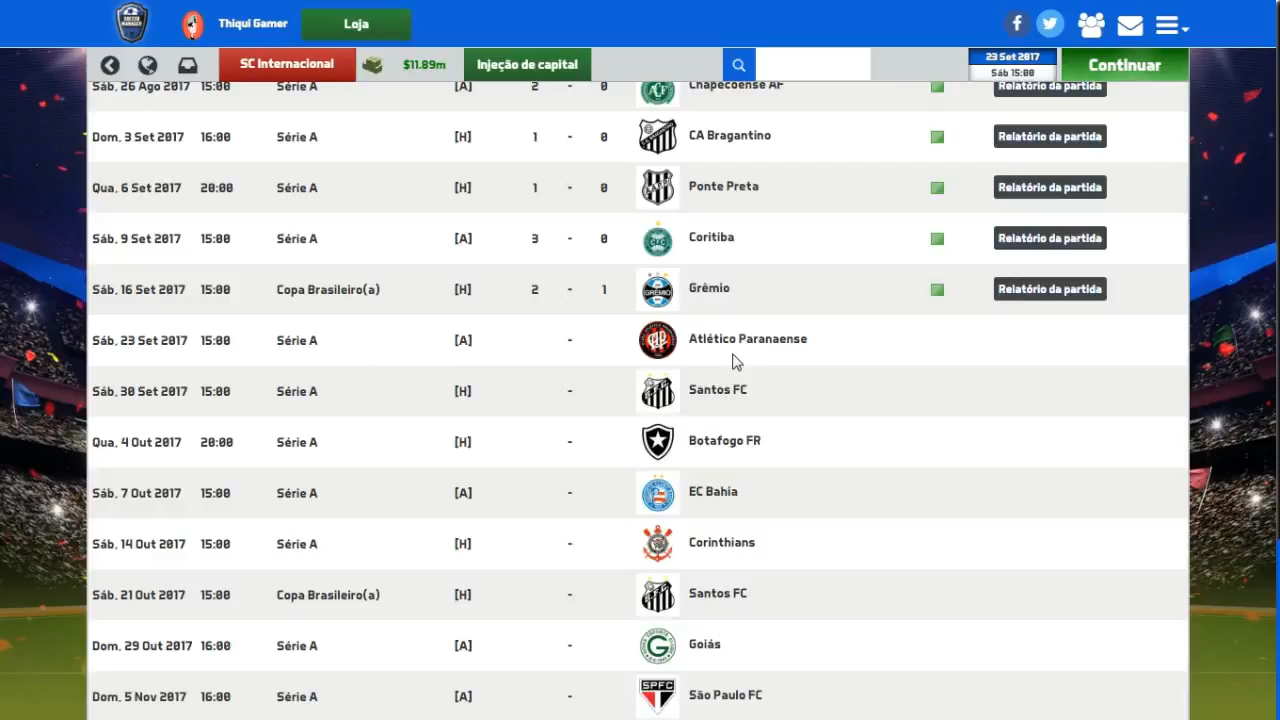 SOCCER MANAGER
Thiqui Gamer
Loja
SC Internacional
$11.89m
Injeção de capital
23 Set 2017
Sáb 15:00
Continuar
Sáb, 26 Ago 2017 15:00 Série A [A] 2 - 0 Chapecoense AF Relatório da partida
Dom, 3 Set 2017 16:00 Série A [H] 1 - 0 CA Bragantino Relatório da partida
Qua, 6 Set 2017 20:00 Série A [H] 1 - 0 Ponte Preta Relatório da partida
Sáb, 9 Set 2017 15:00 Série A [A] 3 - 0 Coritiba Relatório da partida
Sáb, 16 Set 2017 15:00 Copa Brasileiro(a) [H] 2 - 1 GRÊMIO Grêmio Relatório da partida
Sáb, 23 Set 2017 15:00 Série A [A] - Atlético Paranaense
Sáb, 30 Set 2017 15:00 Série A [H] - Santos FC
Qua, 4 Out 2017 20:00 Série A [H] - Botafogo FR
Sáb, 7 Out 2017 15:00 Série A [A] - EC Bahia
Sáb, 14 Out 2017 15:00 Série A [H] - Corinthians
Sáb, 21 Out 2017 15:00 Copa Brasileiro(a) [H] - Santos FC
Dom, 29 Out 2017 16:00 Série A [A] - Goiás
Dom, 5 Nov 2017 16:00 Série A [A] - SPFC São Paulo FC